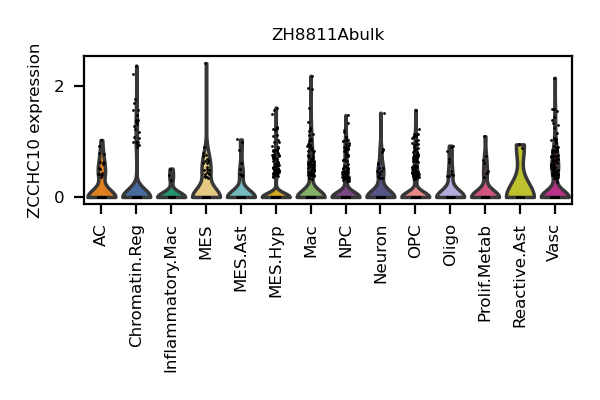 ZH8811Abulk
ZCCHC10 expression
2
0
AC
Chromatin.Reg
Inflammatory.Mac
MES
MES.Ast
MES.Hyp
Mac
NPC
Neuron
OPC
Oligo
Prolif.Metab
Reactive.Ast
Vasc